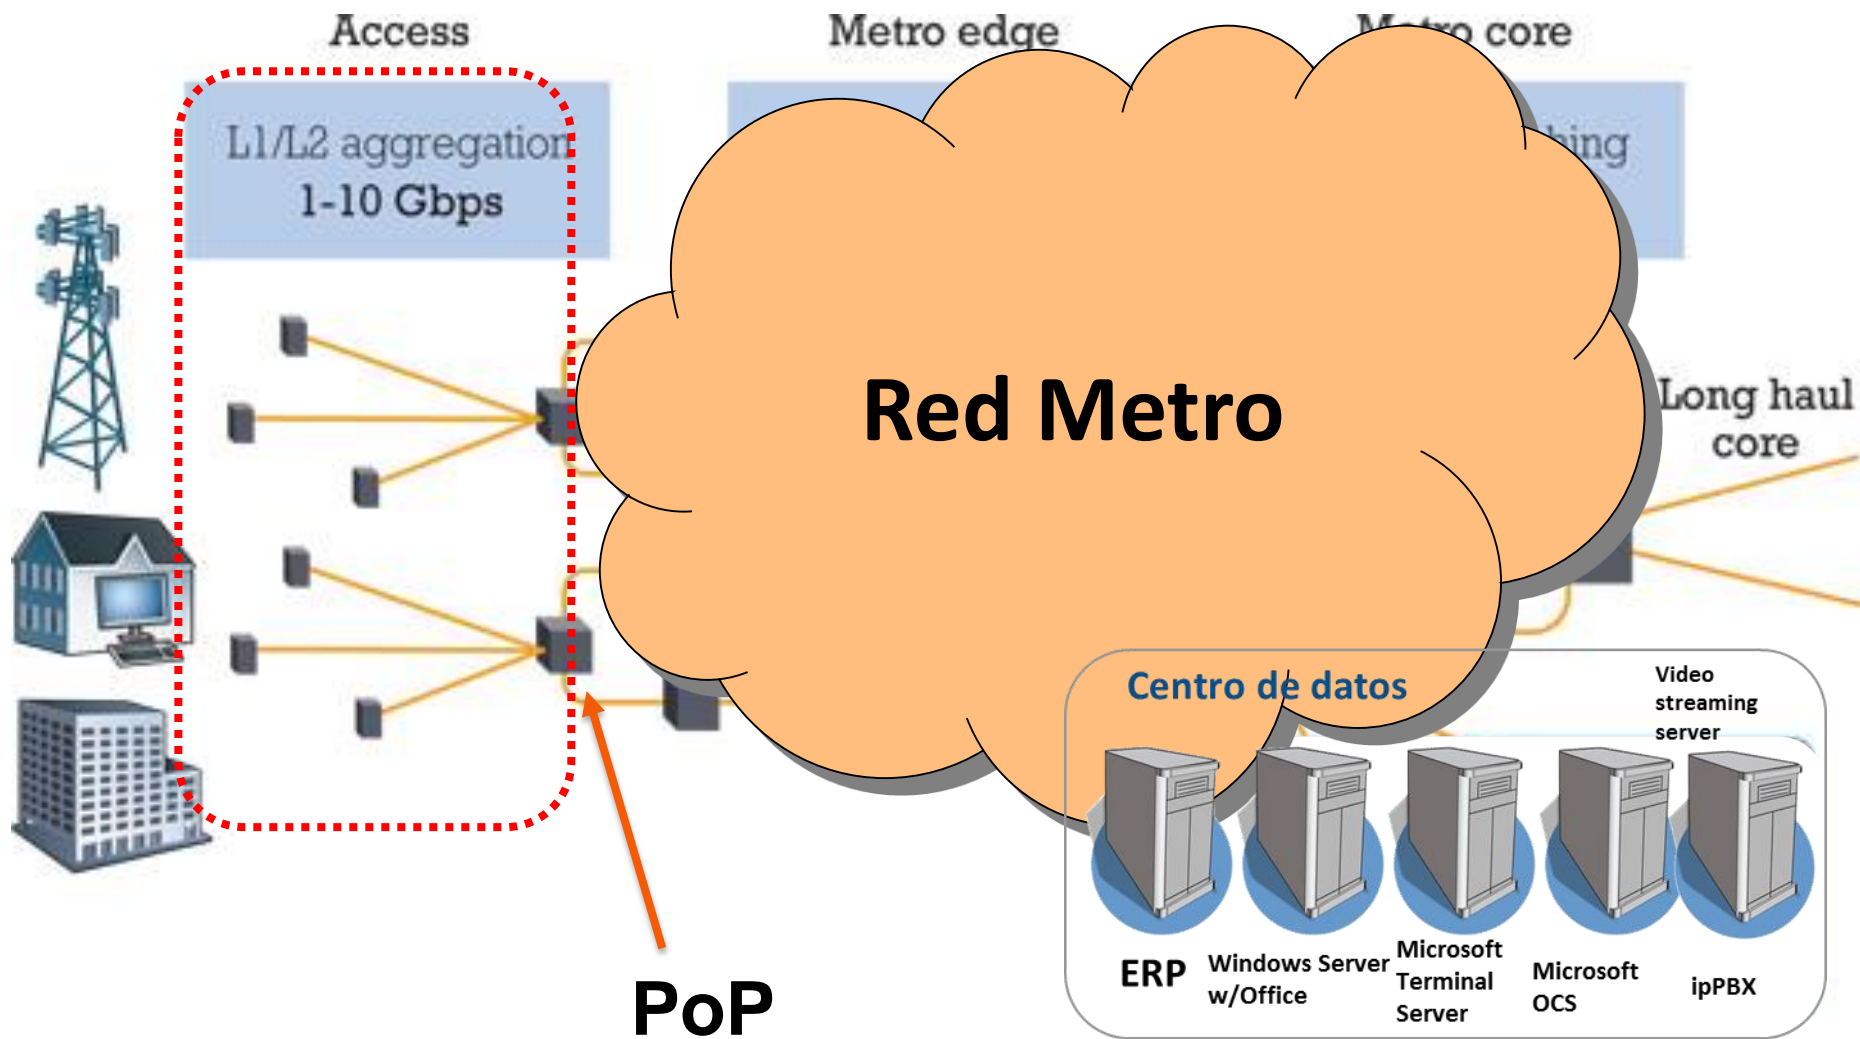 Access
Metro edge
core
L1/L2 aggregation
1-10 Gbps
Red Metro
Long haul
core
Centro de datos
Video
streaming
server
ERP
Windows Server
w/Office
Microsoft
Terminal
Server
Microsoft
OCS
ipPBX
PoP